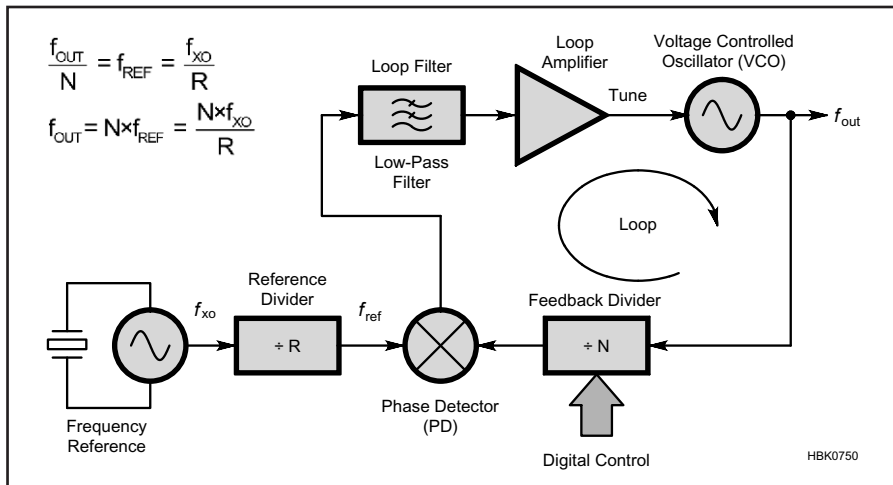 f_OUT / N = f_REF = f_XO / R
f_OUT = N×f_REF = N×f_XO / R
Loop Filter
Low-Pass
Filter
Loop
Amplifier
Tune
Voltage Controlled
Oscillator (VCO)
f_out
Loop
Frequency
Reference
f_xo
Reference
Divider
÷ R
f_ref
Phase Detector
(PD)
Feedback Divider
÷ N
Digital Control
HBK0750